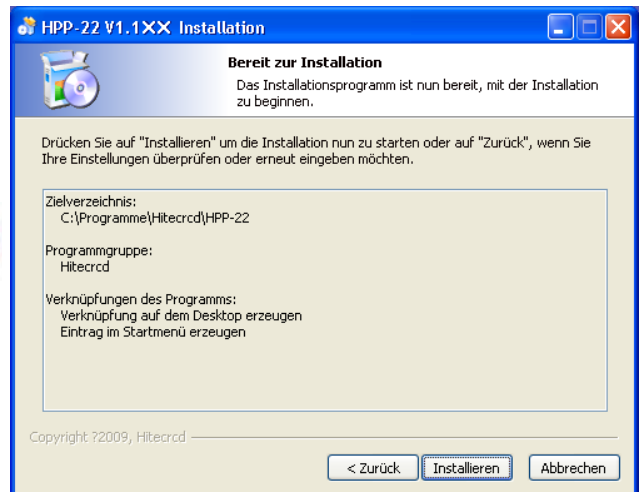 HPP-22 V1.1XX Installation
Bereit zur Installation
Das Installationsprogramm ist nun bereit, mit der Installation
zu beginnen.
Drücken Sie auf "Installieren" um die Installation nun zu starten oder auf "Zurück", wenn Sie
Ihre Einstellungen überprüfen oder erneut eingeben möchten.
Zielverzeichnis:
C:\Programme\Hitecrcd\HPP-22
Programmgruppe:
Hitecrcd
Verknüpfungen des Programms:
Verknüpfung auf dem Desktop erzeugen
Eintrag im Startmenü erzeugen
Copyright ?2009, Hitecrcd
< Zurück Installieren Abbrechen